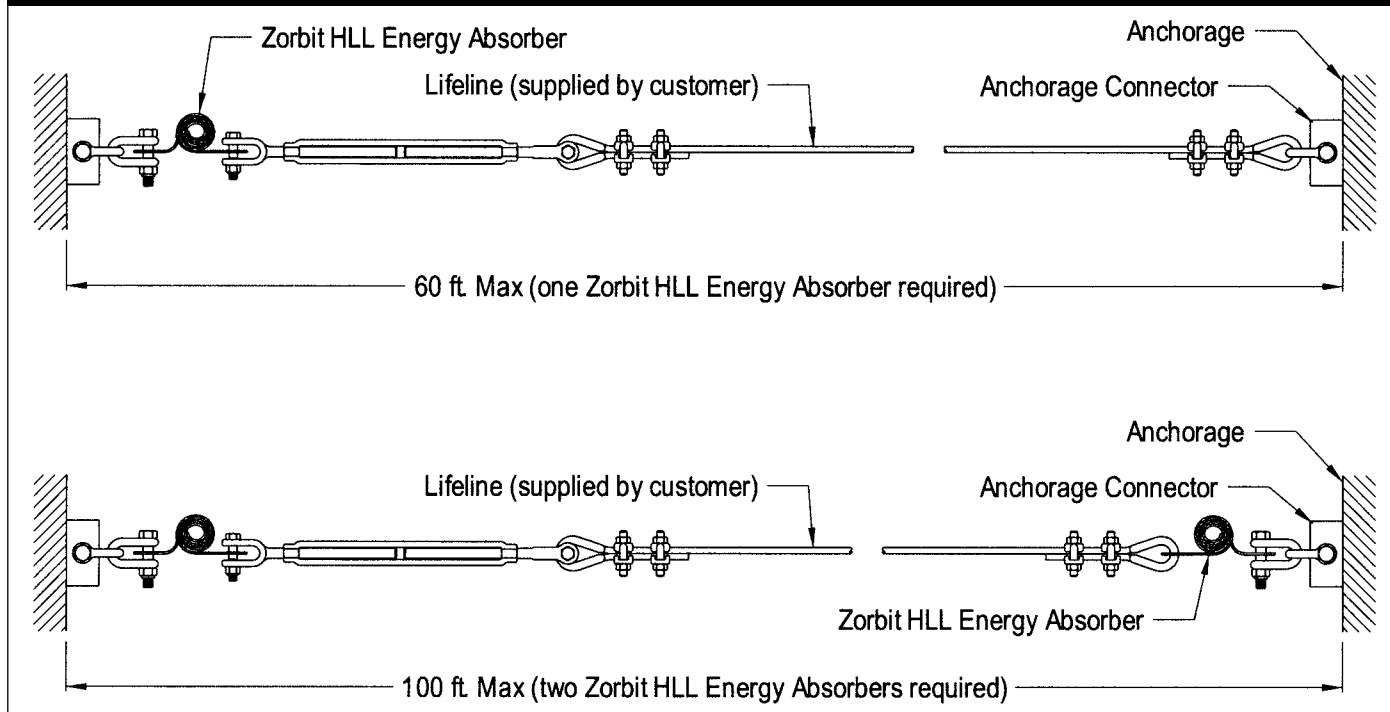 Zorbit HLL Energy Absorber
Anchorage
Lifeline (supplied by customer)
Anchorage Connector
60 ft. Max (one Zorbit HLL Energy Absorber required)
Anchorage
Lifeline (supplied by customer)
Anchorage Connector
Zorbit HLL Energy Absorber
100 ft. Max (two Zorbit HLL Energy Absorbers required)